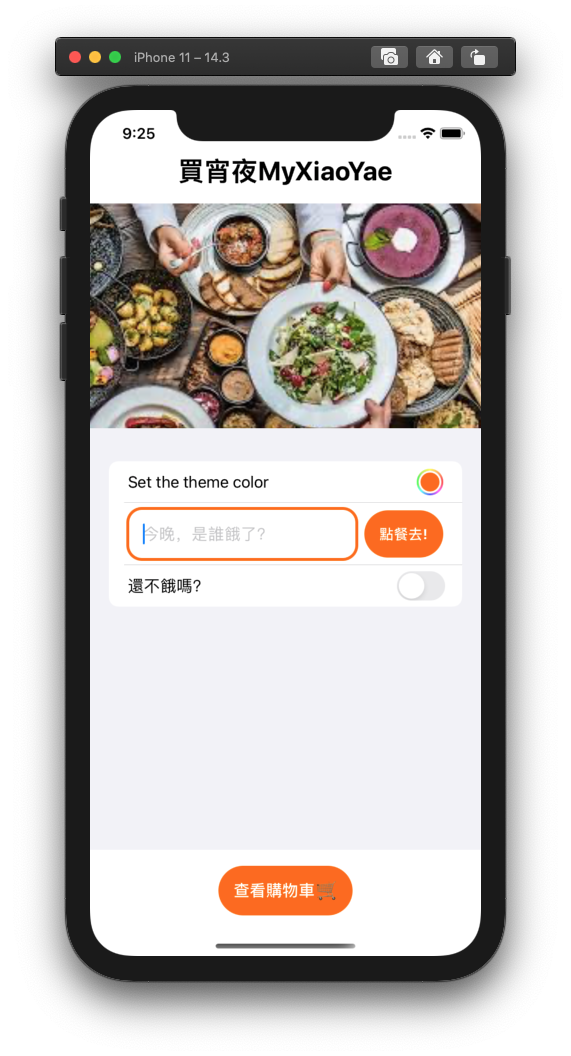 iPhone 11 – 14.3
9:25
買宵夜MyXiaoYae
Set the theme color
今晚，是誰餓了?
點餐去!
還不餓嗎?
查看購物車🛒